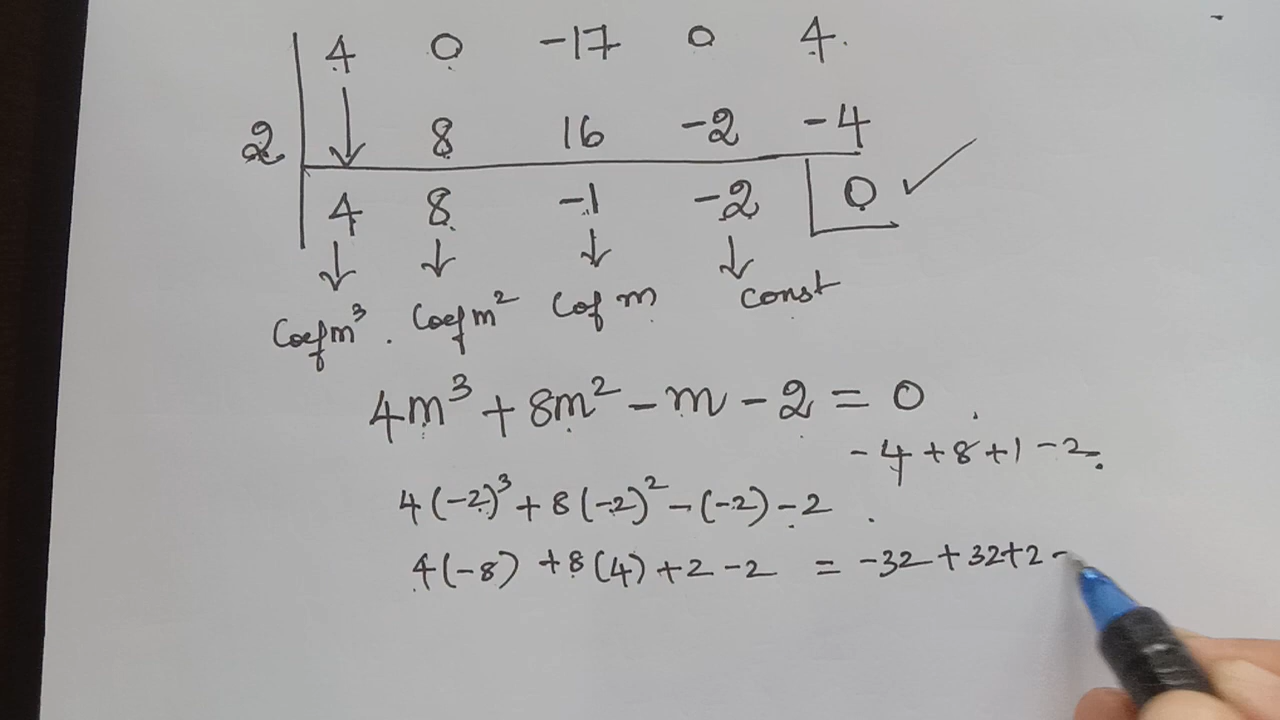 4 0 -17 0 4.
2 8 16 -2 -4
4 8 -1 -2 0 ✓
↓ ↓ ↓ ↓
Coef m³. Coef m² Cof m const
4m³ + 8m² - m - 2 = 0
-4+8+1-2.
4(-2)³ + 8(-2)² - (-2) - 2
4(-8) + 8(4) + 2 - 2 = -32 + 32 + 2 -